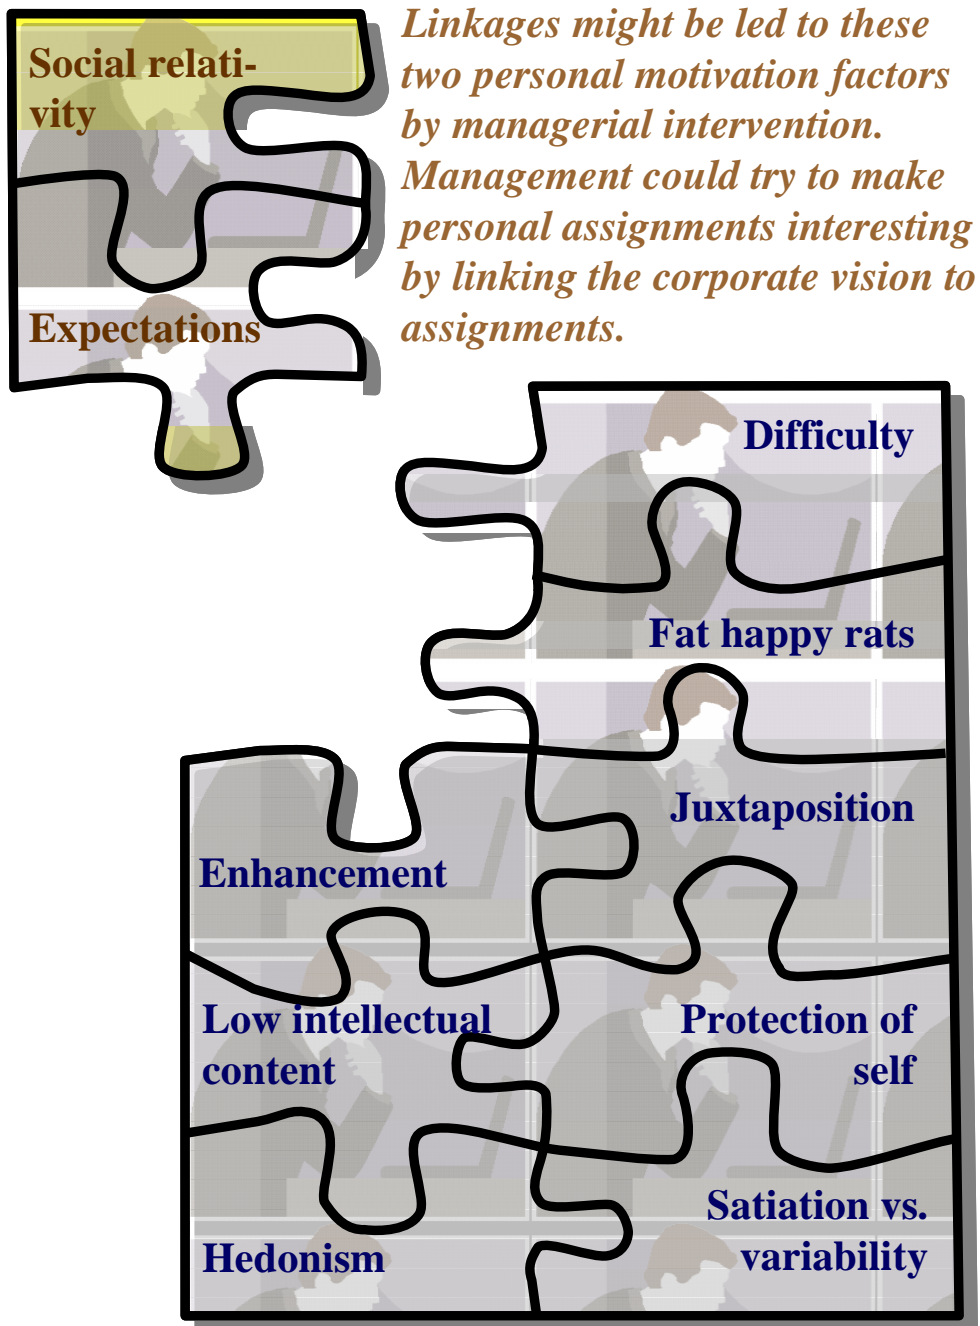 Social relati-
vity
Expectations
Linkages might be led to these
two personal motivation factors
by managerial intervention.
Management could try to make
personal assignments interesting
by linking the corporate vision to
assignments.
Difficulty
Fat happy rats
Juxtaposition
Enhancement
Low intellectual
content
Protection of
self
Hedonism
Satiation vs.
variability